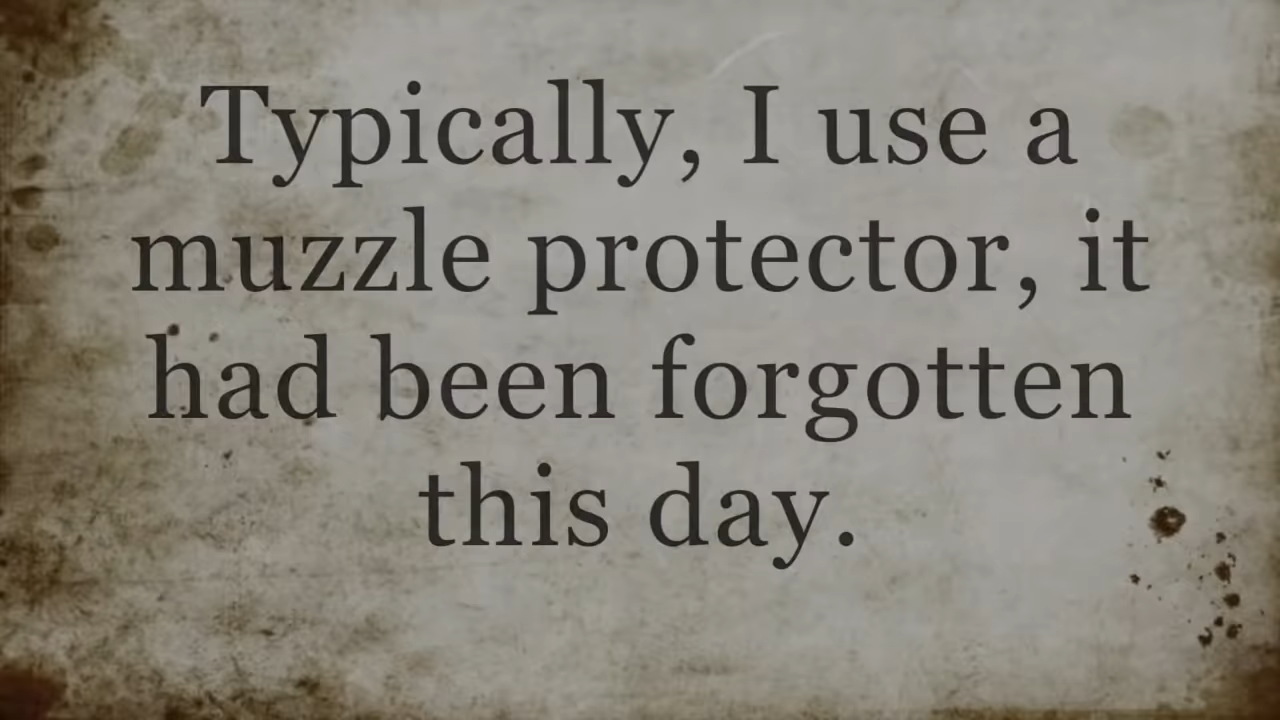 Typically, I use a
muzzle protector, it
had been forgotten
this day.